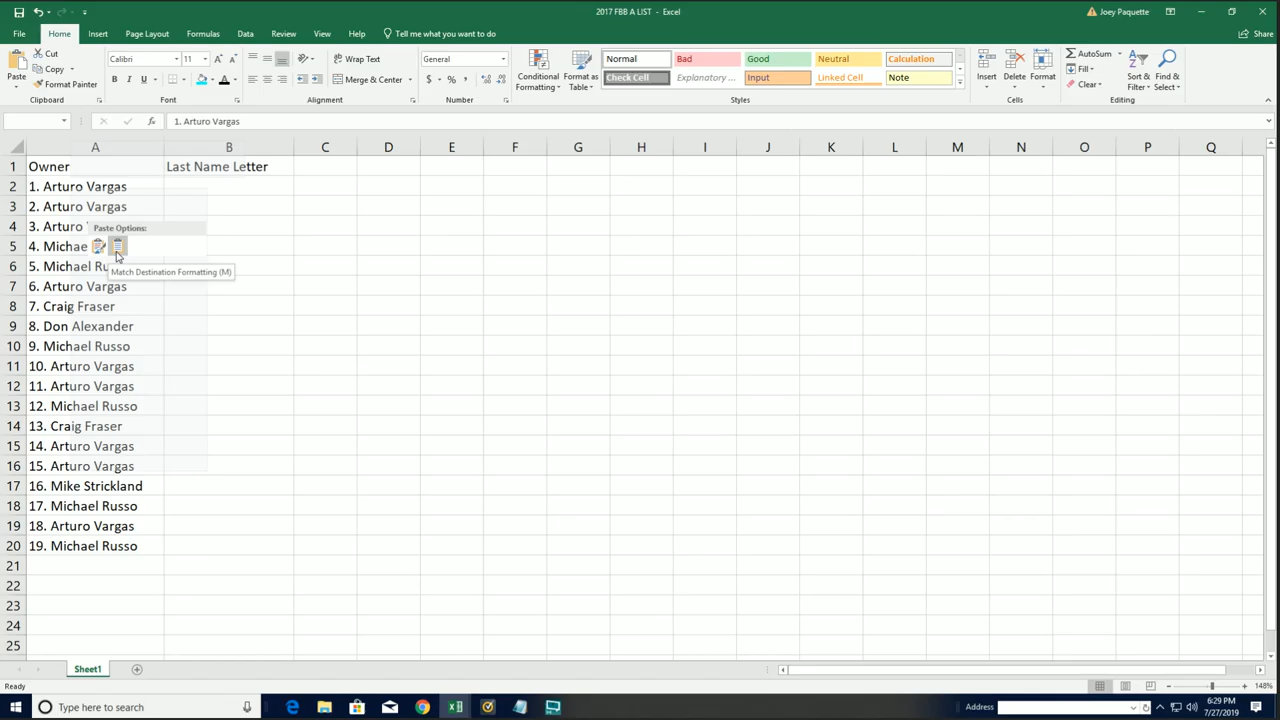 2017 FBB A LIST - Excel
Joey Paquette
File Home Insert Page Layout Formulas Data Review View Help Tell me what you want to do Share
Paste
Cut
Copy
Format Painter
Clipboard
Calibri 11
B I U
Font
Wrap Text
Merge & Center
Alignment
General
$ % ,
Number
Conditional Formatting
Format as Table
Normal Bad Good Neutral Calculation
Check Cell Explanatory ... Input Linked Cell Note
Styles
Insert Delete Format
Cells
AutoSum
Fill
Clear
Sort & Filter
Find & Select
Editing
fx 1. Arturo Vargas
A B C D E F G H I J K L M N O P Q
1 Owner Last Name Letter
2 1. Arturo Vargas
3 2. Arturo Vargas
4 3. Arturo
Paste Options:
5 4. Michae
Match Destination Formatting (M)
6 5. Michael Ru
7 6. Arturo Vargas
8 7. Craig Fraser
9 8. Don Alexander
10 9. Michael Russo
11 10. Arturo Vargas
12 11. Arturo Vargas
13 12. Michael Russo
14 13. Craig Fraser
15 14. Arturo Vargas
16 15. Arturo Vargas
17 16. Mike Strickland
18 17. Michael Russo
19 18. Arturo Vargas
20 19. Michael Russo
21
22
23
24
25
Sheet1
Ready 148%
Type here to search
Address
6:29 PM
7/27/2019